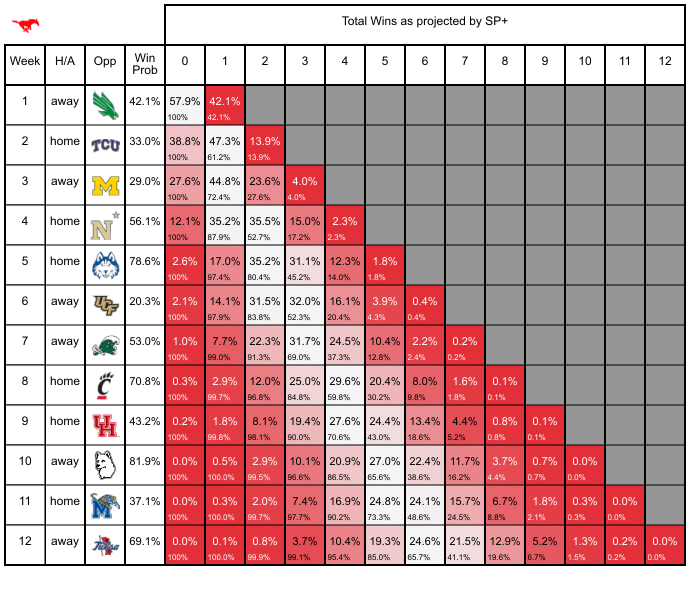 Total Wins as projected by SP+
Week H/A Opp Win Prob 0 1 2 3 4 5 6 7 8 9 10 11 12
1 away 42.1% 57.9% 42.1%
100% 42.1%
2 home TCU 33.0% 38.8% 47.3% 13.9%
100% 61.2% 13.9%
3 away M 29.0% 27.6% 44.8% 23.6% 4.0%
100% 72.4% 27.6% 4.0%
4 home N 56.1% 12.1% 35.2% 35.5% 15.0% 2.3%
100% 87.9% 52.7% 17.2% 2.3%
5 home 78.6% 2.6% 17.0% 35.2% 31.1% 12.3% 1.8%
100% 97.4% 80.4% 45.2% 14.0% 1.8%
6 away UCF 20.3% 2.1% 14.1% 31.5% 32.0% 16.1% 3.9% 0.4%
100% 97.9% 83.8% 52.3% 20.4% 4.3% 0.4%
7 away 53.0% 1.0% 7.7% 22.3% 31.7% 24.5% 10.4% 2.2% 0.2%
100% 99.0% 91.3% 69.0% 37.3% 12.8% 2.4% 0.2%
8 home C 70.8% 0.3% 2.9% 12.0% 25.0% 29.6% 20.4% 8.0% 1.6% 0.1%
100% 99.7% 96.8% 84.8% 59.8% 30.2% 9.8% 1.8% 0.1%
9 home UH 43.2% 0.2% 1.8% 8.1% 19.4% 27.6% 24.4% 13.4% 4.4% 0.8% 0.1%
100% 99.8% 98.1% 90.0% 70.6% 43.0% 18.6% 5.2% 0.8% 0.1%
10 away 81.9% 0.0% 0.5% 2.9% 10.1% 20.9% 27.0% 22.4% 11.7% 3.7% 0.7% 0.0%
100% 100.0% 99.5% 96.6% 86.5% 65.6% 38.6% 16.2% 4.4% 0.7% 0.0%
11 home M 37.1% 0.0% 0.3% 2.0% 7.4% 16.9% 24.8% 24.1% 15.7% 6.7% 1.8% 0.3% 0.0%
100% 100.0% 99.7% 97.7% 90.2% 73.3% 48.6% 24.5% 8.8% 2.1% 0.3% 0.0%
12 away Tulsa 69.1% 0.0% 0.1% 0.8% 3.7% 10.4% 19.3% 24.6% 21.5% 12.9% 5.2% 1.3% 0.2% 0.0%
100% 100.0% 99.9% 99.1% 95.4% 85.0% 65.7% 41.1% 19.6% 6.7% 1.5% 0.2% 0.0%